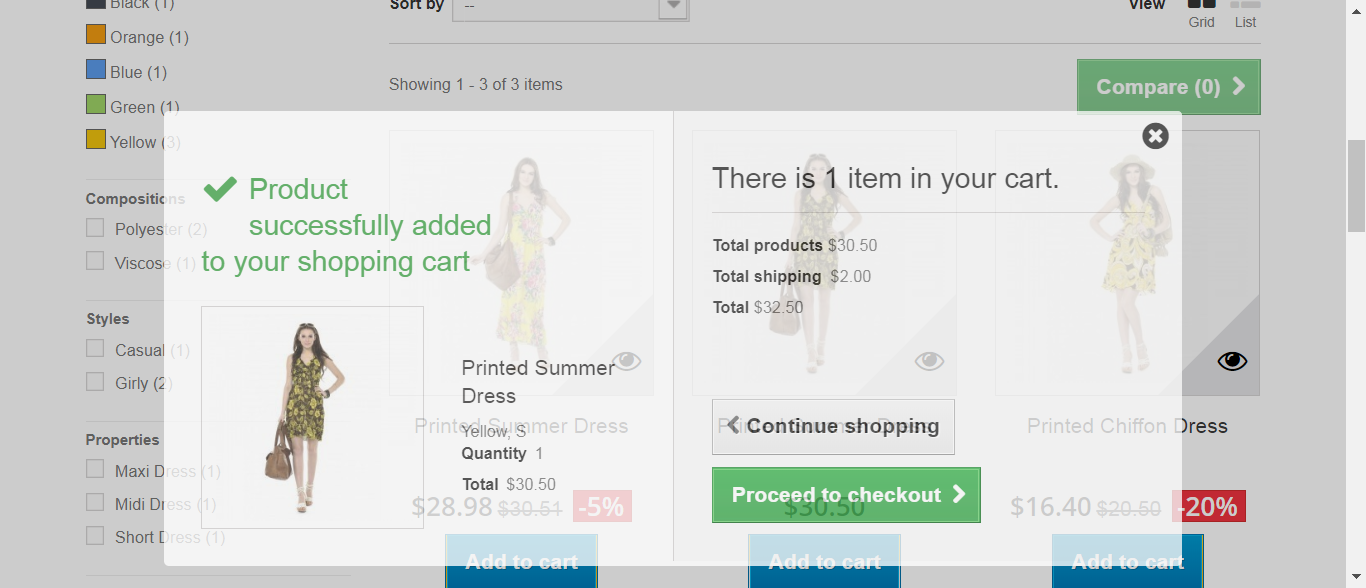 Black (1)
Orange (1)
Blue (1)
Green (1)
Yellow (3)
Compositions
Polyester (2)
Viscose (1)
Styles
Casual (1)
Girly (2)
Properties
Maxi Dress (1)
Midi Dress (1)
Short Dress (1)
Sort by
--
View
Grid
List
Showing 1 - 3 of 3 items
Compare (0)
Product
successfully added
to your shopping cart
Printed Summer
Dress
Yellow, S
Quantity 1
Total $30.50
There is 1 item in your cart.
Total products $30.50
Total shipping $2.00
Total $32.50
Continue shopping
Proceed to checkout
Printed Summer Dress
$28.98 $30.51 -5%
Add to cart
Printed Summer Dress
$30.50
Add to cart
Printed Chiffon Dress
$16.40 $20.50 -20%
Add to cart